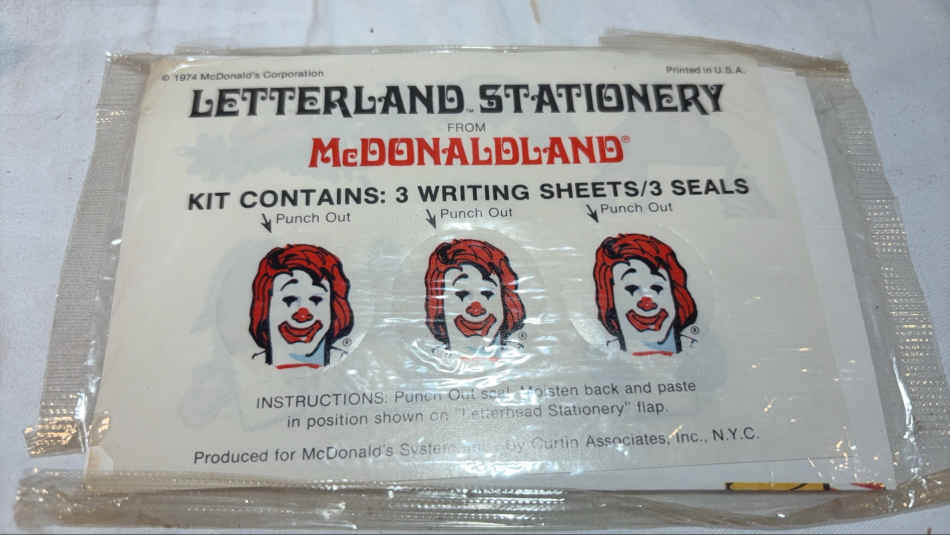 © 1974 McDonald's Corporation
Printed in U.S.A.
LETTERLAND™ STATIONERY
FROM
McDONALDLAND®
KIT CONTAINS: 3 WRITING SHEETS/3 SEALS
Punch Out Punch Out Punch Out
® ® ®
INSTRUCTIONS: Punch Out seal. Moisten back and paste
in position shown on "Letterhead Stationery" flap.
Produced for McDonald's System by Curtin Associates, Inc., N.Y.C.